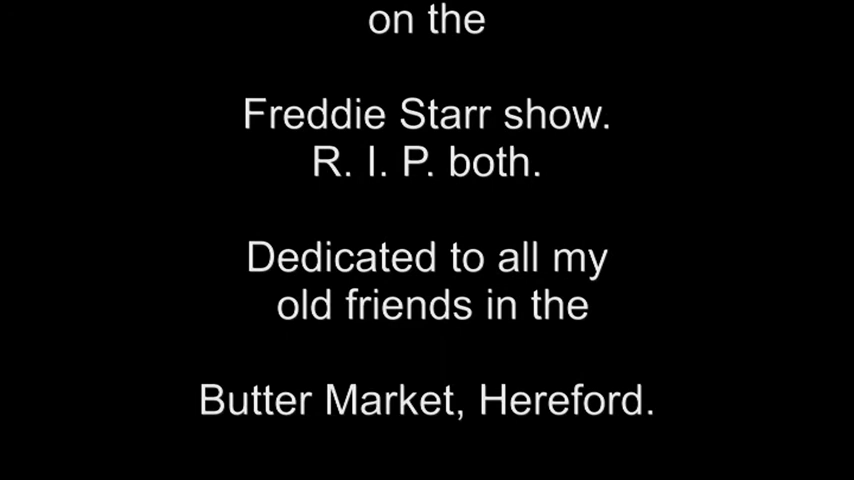 on the
Freddie Starr show.
R. I. P. both.
Dedicated to all my
old friends in the
Butter Market, Hereford.